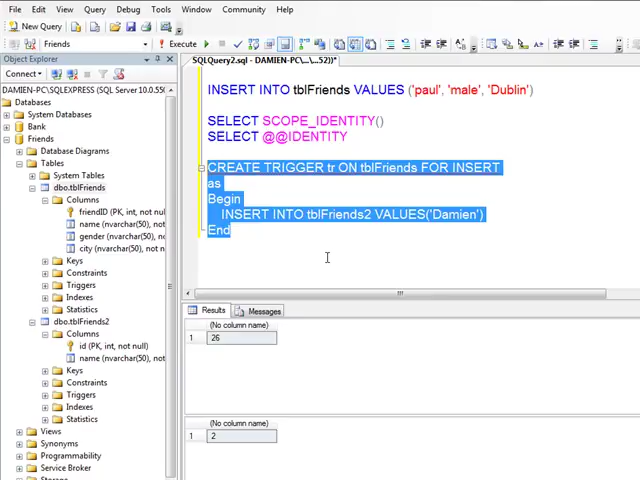 File Edit View Query Debug Tools Window Community Help
New Query
Friends Execute
Object Explorer
SQLQuery2.sql - DAMIEN-PC\...\...52))*
Connect
DAMIEN-PC\SQLEXPRESS (SQL Server 10.0.550
Databases
System Databases
Bank
Friends
Database Diagrams
Tables
System Tables
dbo.tblFriends
Columns
friendID (PK, int, not nul
name (nvarchar(50), not
gender (nvarchar(50), n
city (nvarchar(50), not n
Keys
Constraints
Triggers
Indexes
Statistics
dbo.tblFriends2
Columns
id (PK, int, not null)
name (nvarchar(50), not
Keys
Constraints
Triggers
Indexes
Statistics
Views
Synonyms
Programmability
Service Broker
Storage
INSERT INTO tblFriends VALUES ('paul', 'male', 'Dublin')
SELECT SCOPE_IDENTITY()
SELECT @@IDENTITY
CREATE TRIGGER tr ON tblFriends FOR INSERT
as
Begin
INSERT INTO tblFriends2 VALUES('Damien')
End
Results Messages
(No column name)
1 26
(No column name)
1 2